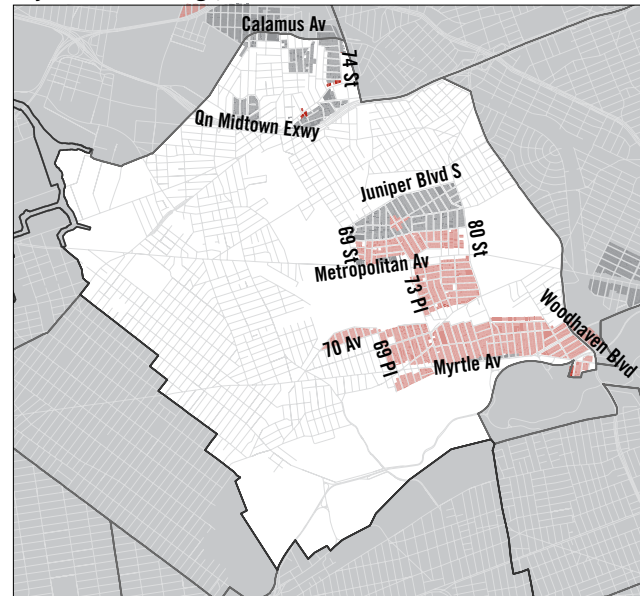 Calamus Av
74 St
Qn Midtown Exwy
Juniper Blvd S
69 St
80 St
Metropolitan Av
73 Pl
Woodhaven Blvd
70 Av
69 Pl
Myrtle Av